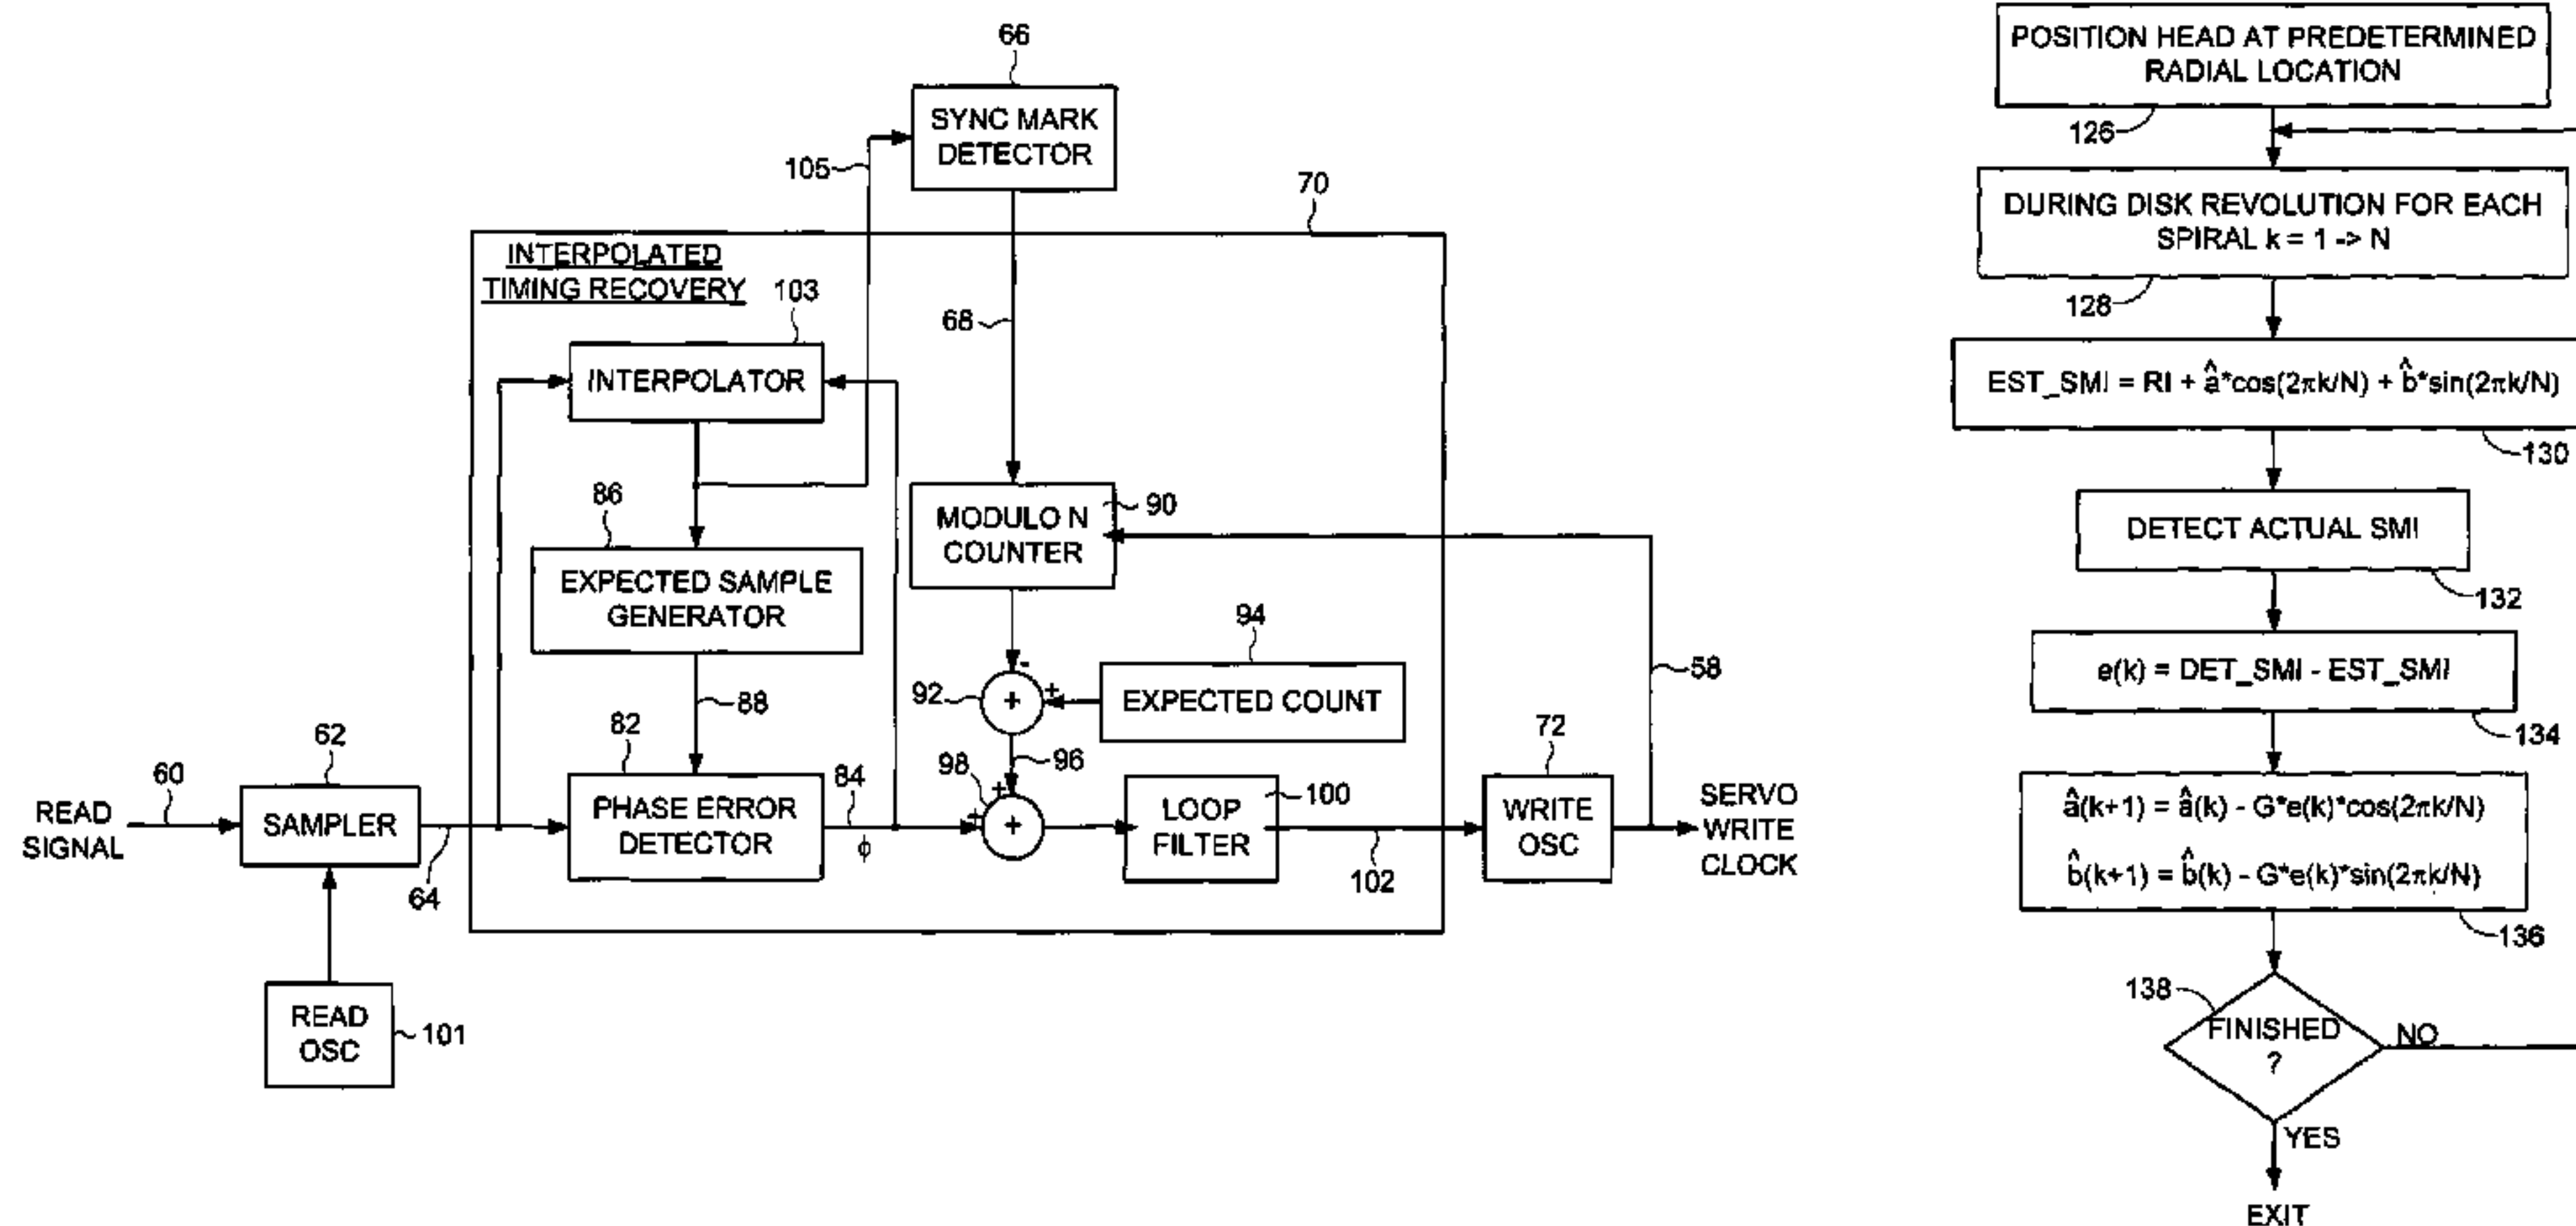 66
SYNC MARK
DETECTOR
105
70
INTERPOLATED
TIMING RECOVERY
103
68
INTERPOLATOR
86
EXPECTED SAMPLE
GENERATOR
MODULO N
COUNTER
90
94
-
92
+
+
EXPECTED COUNT
58
88
96
82
98
+
+
+
72
60
62
84
READ
SIGNAL
SAMPLER
PHASE ERROR
DETECTOR
ϕ
LOOP
FILTER
100
WRITE
OSC
SERVO
WRITE
CLOCK
64
102
READ
OSC
101
POSITION HEAD AT PREDETERMINED
RADIAL LOCATION
126
DURING DISK REVOLUTION FOR EACH
SPIRAL k = 1 -> N
128
EST_SMI = RI + â*cos(2πk/N) + b̂*sin(2πk/N)
130
DETECT ACTUAL SMI
132
e(k) = DET_SMI - EST_SMI
134
â(k+1) = â(k) - G*e(k)*cos(2πk/N)
b̂(k+1) = b̂(k) - G*e(k)*sin(2πk/N)
136
138
FINISHED
?
NO
YES
EXIT